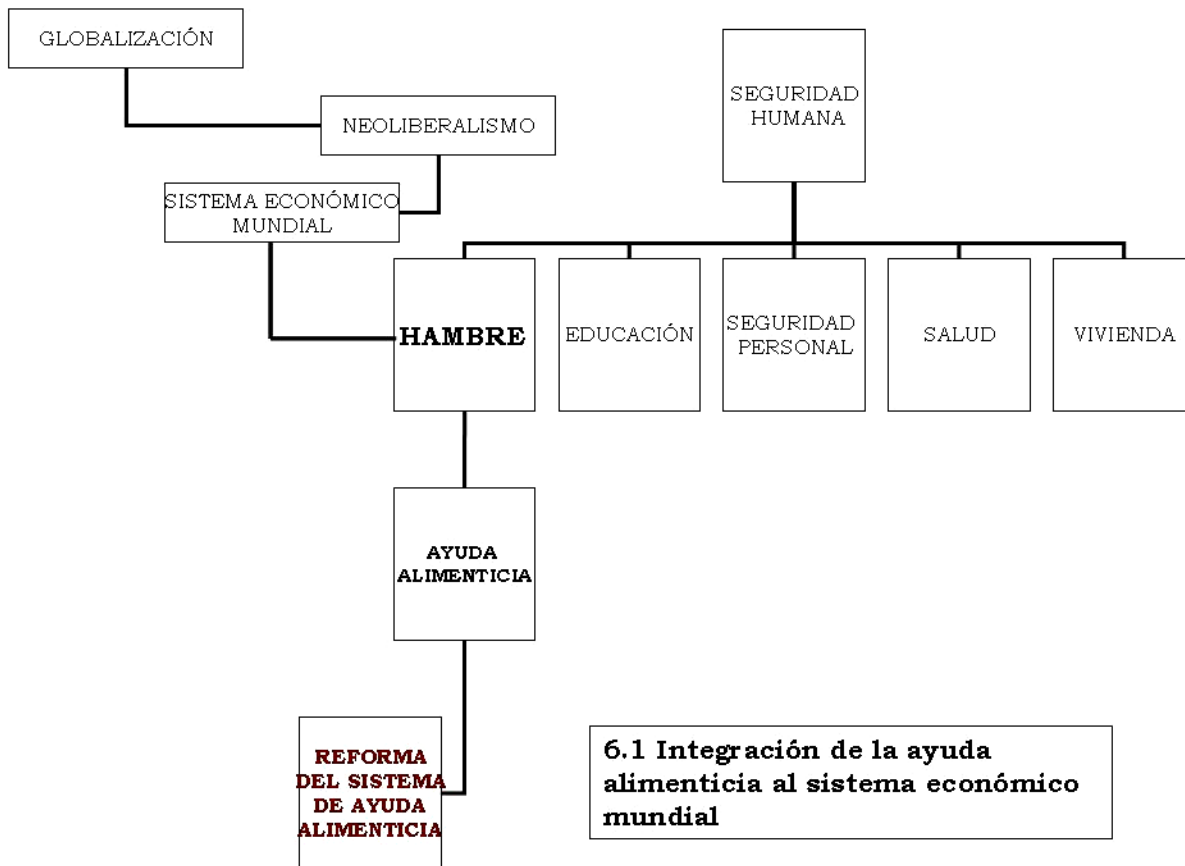 GLOBALIZACIÓN
SEGURIDAD
HUMANA
NEOLIBERALISMO
SISTEMA ECONÓMICO
MUNDIAL
HAMBRE
EDUCACIÓN
SEGURIDAD
PERSONAL
SALUD
VIVIENDA
AYUDA
ALIMENTICIA
REFORMA
DEL SISTEMA
DE AYUDA
ALIMENTICIA
6.1 Integración de la ayuda
alimenticia al sistema económico
mundial